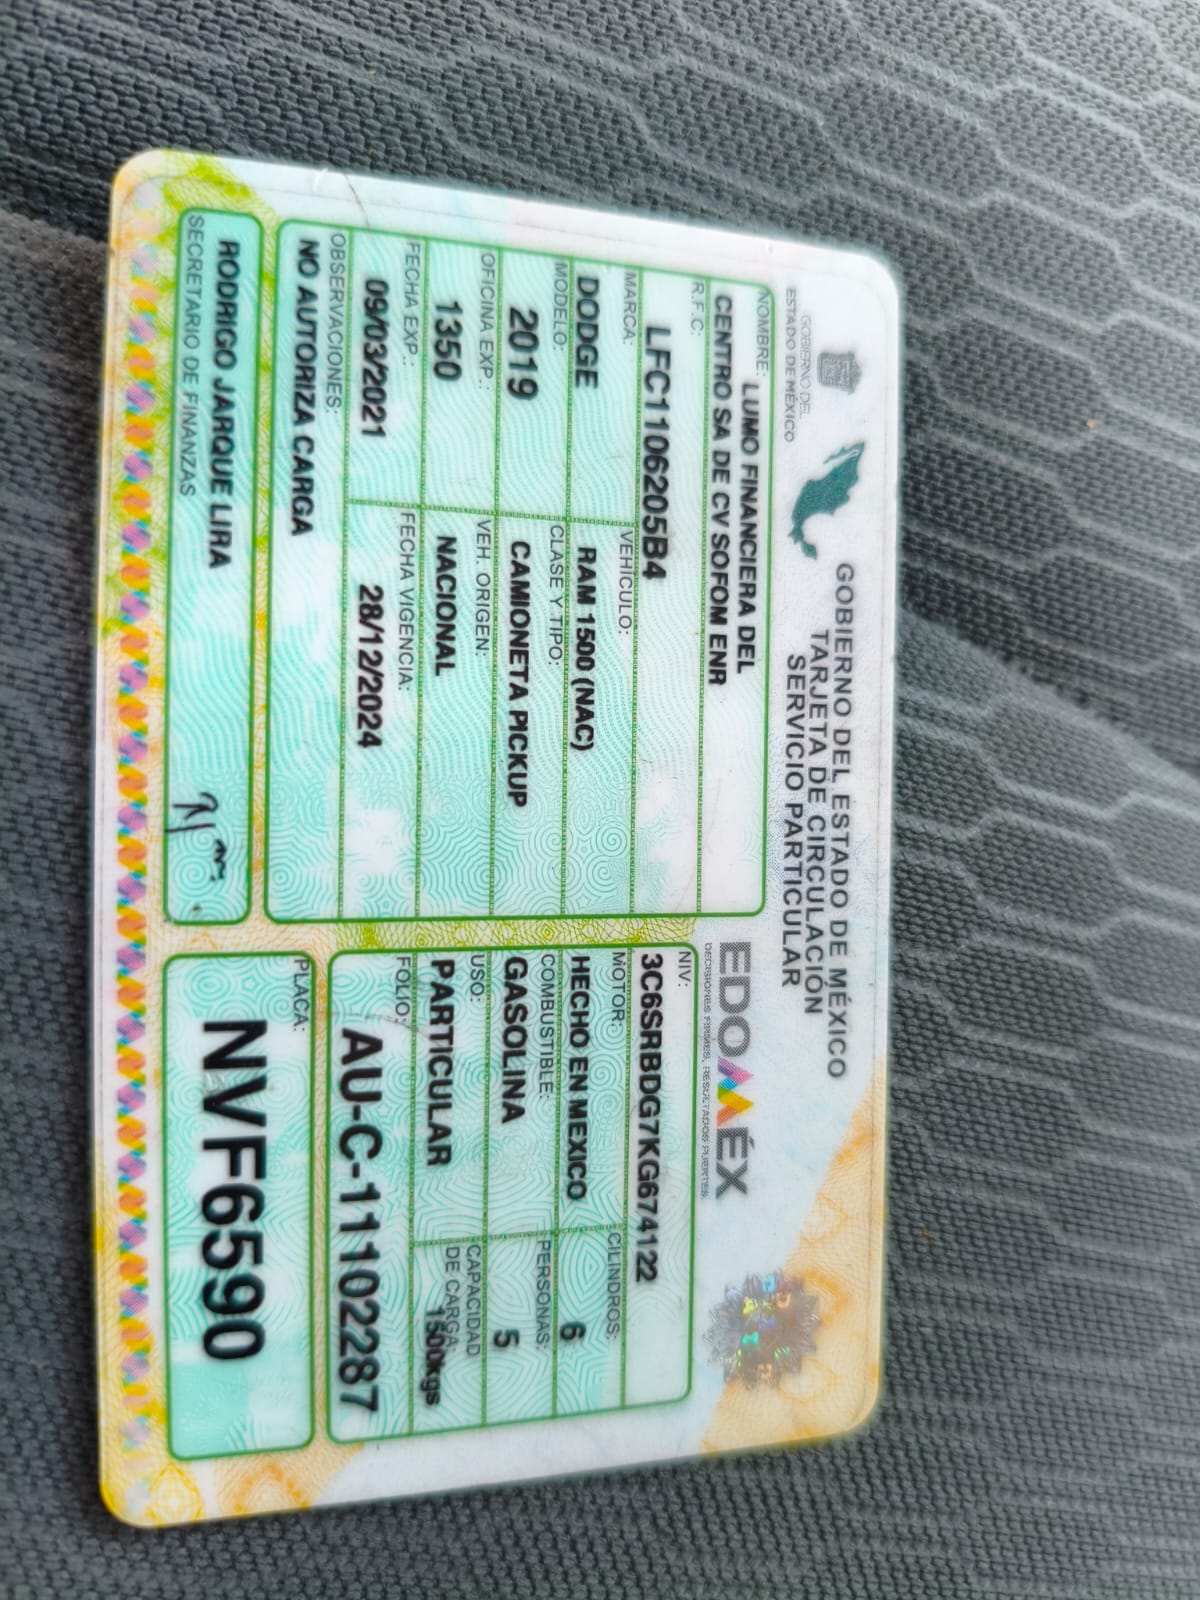 GOBIERNO DEL
ESTADO DE MÉXICO
GOBIERNO DEL ESTADO DE MÉXICO
TARJETA DE CIRCULACIÓN
SERVICIO PARTICULAR
EDOMÉX
DECISIONES FIRMES, RESULTADOS FUERTES
NOMBRE: LUMO FINANCIERA DEL
CENTRO SA DE CV SOFOM ENR
R.F.C:
LFC1106205B4
MARCA: VEHÍCULO:
DODGE RAM 1500 (NAC)
MODELO: CLASE Y TIPO:
2019 CAMIONETA PICKUP
OFICINA EXP.: VEH. ORIGEN:
1350 NACIONAL
FECHA EXP.: FECHA VIGENCIA:
09/03/2021 28/12/2024
OBSERVACIONES:
NO AUTORIZA CARGA
RODRIGO JARQUE LIRA
SECRETARIO DE FINANZAS
NIV:
3C6SRBDG7KG674122
MOTOR: CILINDROS:
HECHO EN MEXICO 6
COMBUSTIBLE: PERSONAS:
GASOLINA 5
USO: CAPACIDAD
DE CARGA:
PARTICULAR 1500kgs
FOLIO:
AU-C-11102287
PLACA:
NVF6590